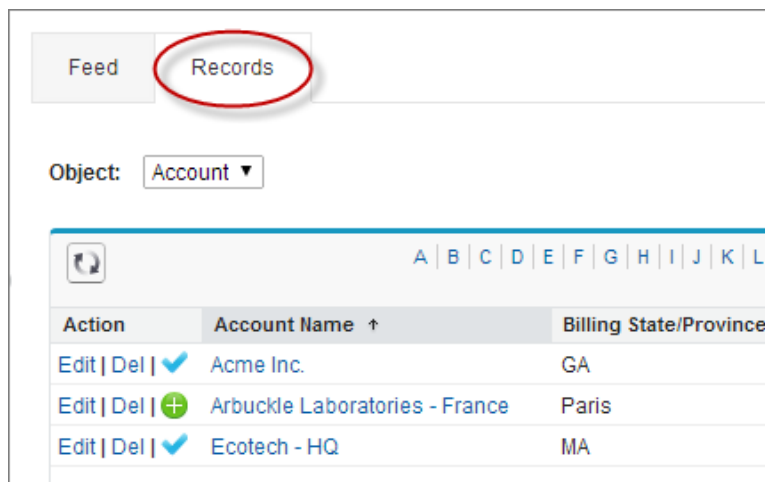 Feed Records
Object: Account
A | B | C | D | E | F | G | H | I | J | K | L
Action Account Name ↑ Billing State/Province
Edit | Del | Acme Inc. GA
Edit | Del | Arbuckle Laboratories - France Paris
Edit | Del | Ecotech - HQ MA